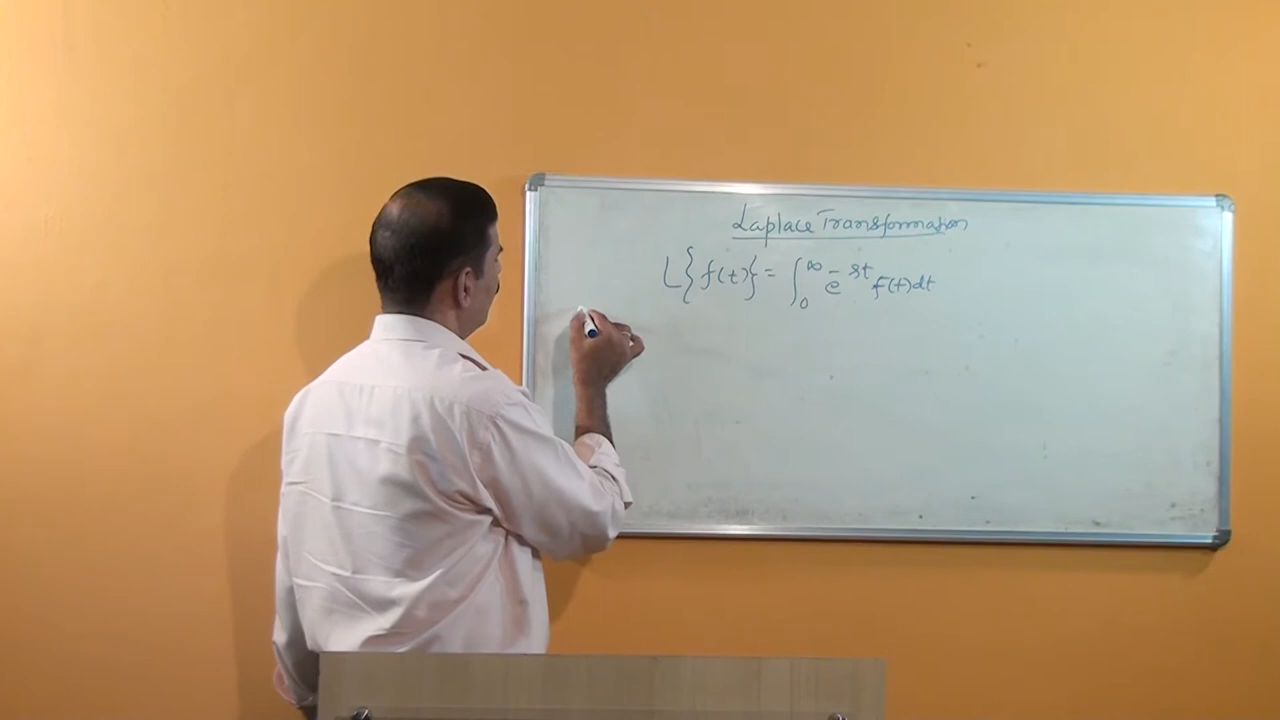 Laplace Transformation
L{f(t)} = ∫₀^∞ e^{-st} f(t)dt